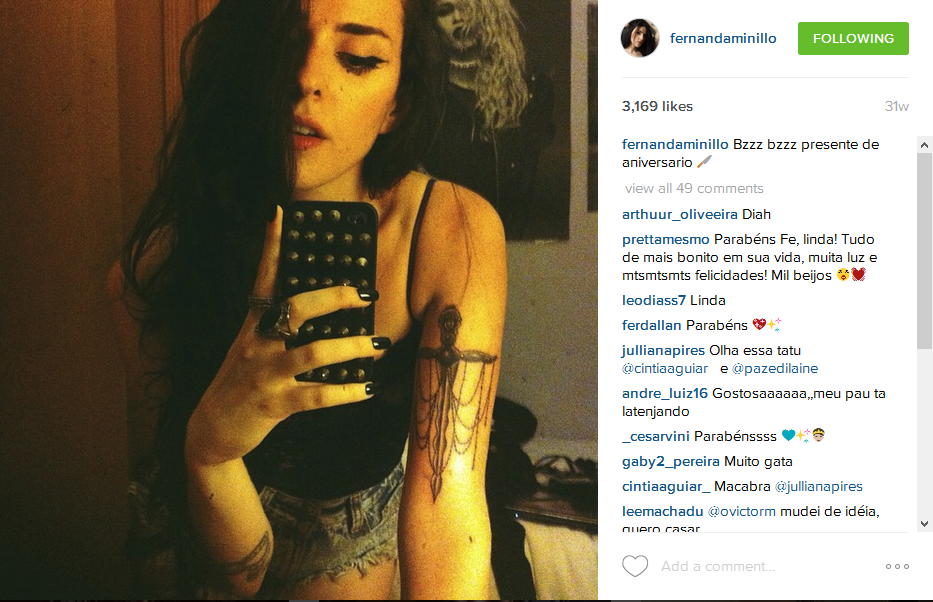 fernandaminillo FOLLOWING
3,169 likes 31w
fernandaminillo Bzzz bzzz presente de
aniversario
view all 49 comments
arthuur_oliveeira Diah
prettamesmo Parabéns Fe, linda! Tudo
de mais bonito em sua vida, muita luz e
mtsmtsmts felicidades! Mil beijos
leodiass7 Linda
ferdallan Parabéns
jullianapires Olha essa tatu
@cintiaaguiar e @pazedilaine
andre_luiz16 Gostosaaaaaa,,meu pau ta
latenjando
_cesarvini Parabénssss
gaby2_pereira Muito gata
cintiaaguiar_ Macabra @jullianapires
leemachadu @ovictorm mudei de idéia,
quero casar
Add a comment...